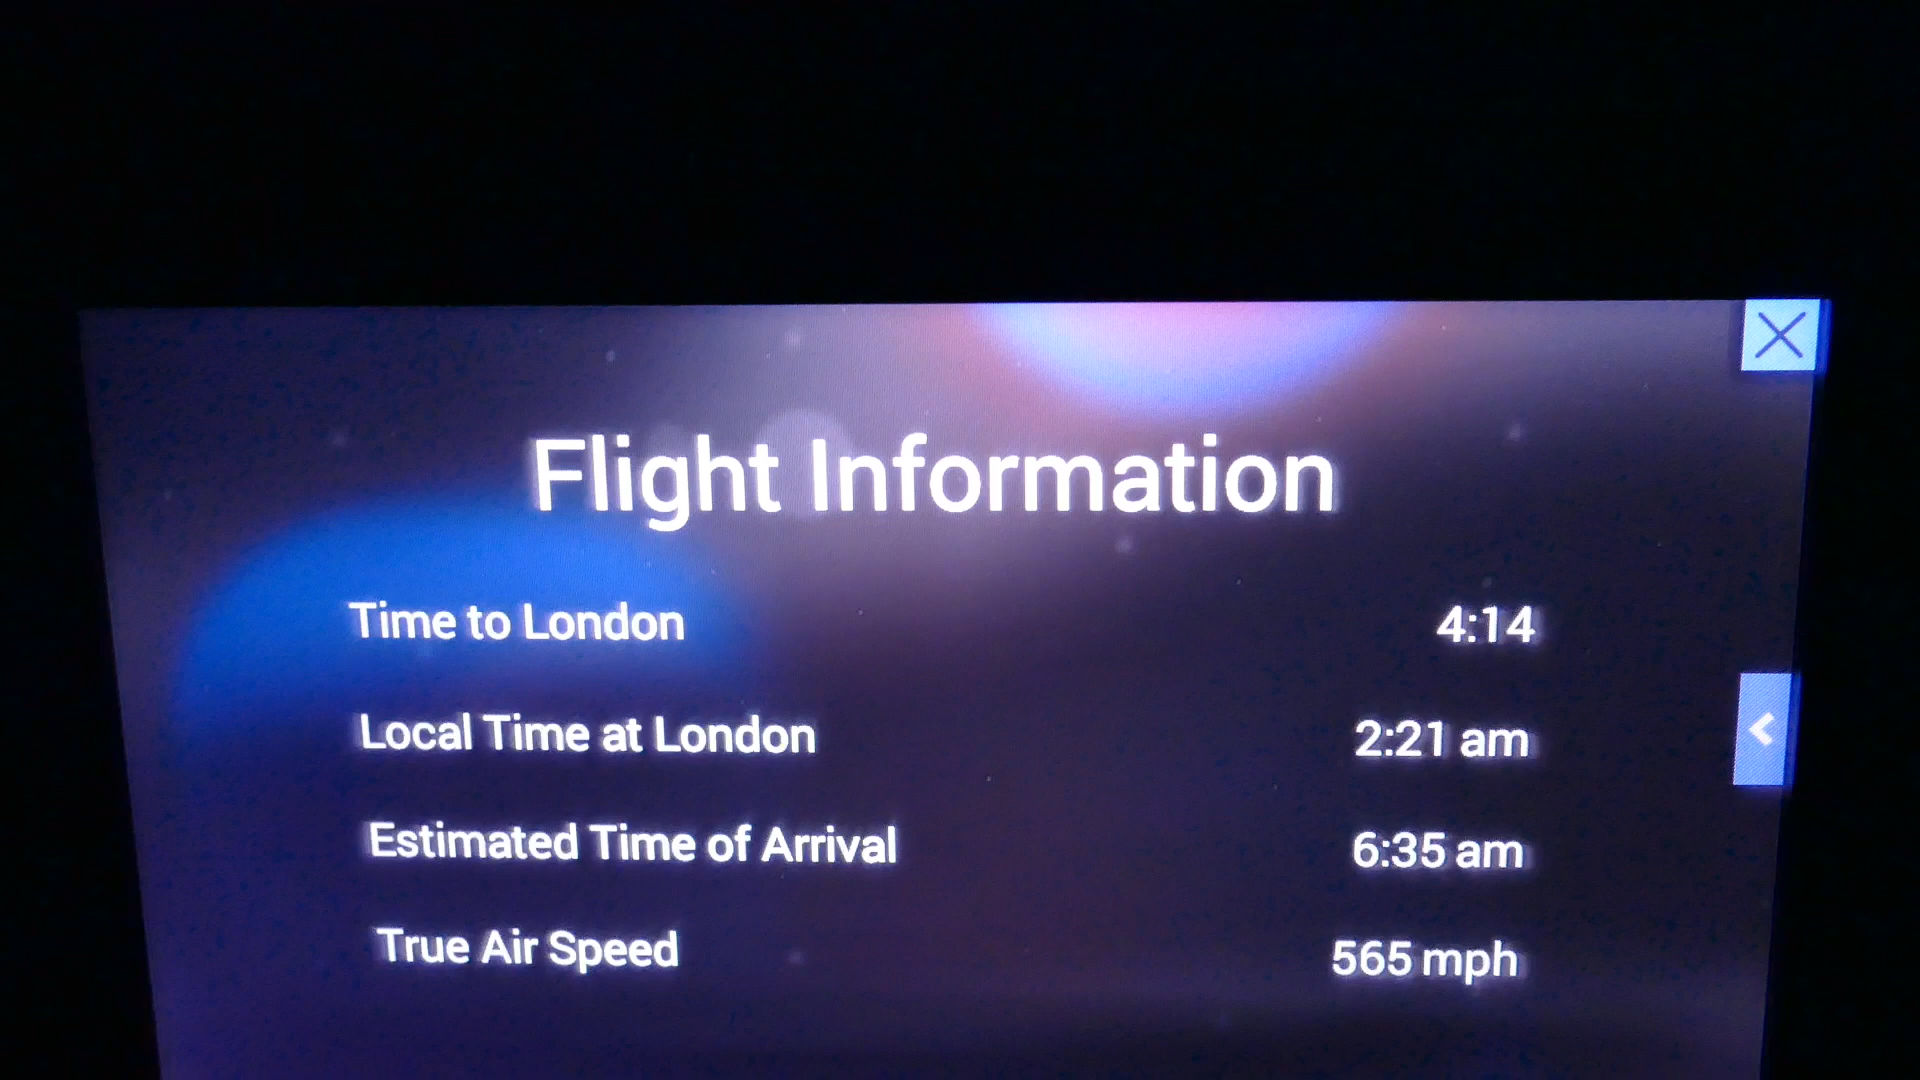 Flight Information
Time to London 4:14
Local Time at London 2:21 am
Estimated Time of Arrival 6:35 am
True Air Speed 565 mph